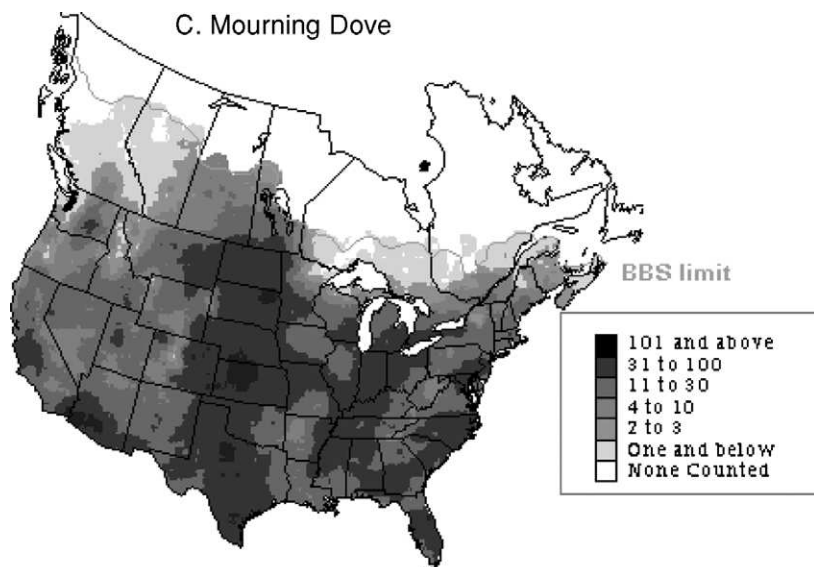 C. Mourning Dove
BBS limit
101 and above
31 to 100
11 to 30
4 to 10
2 to 3
One and below
None Counted